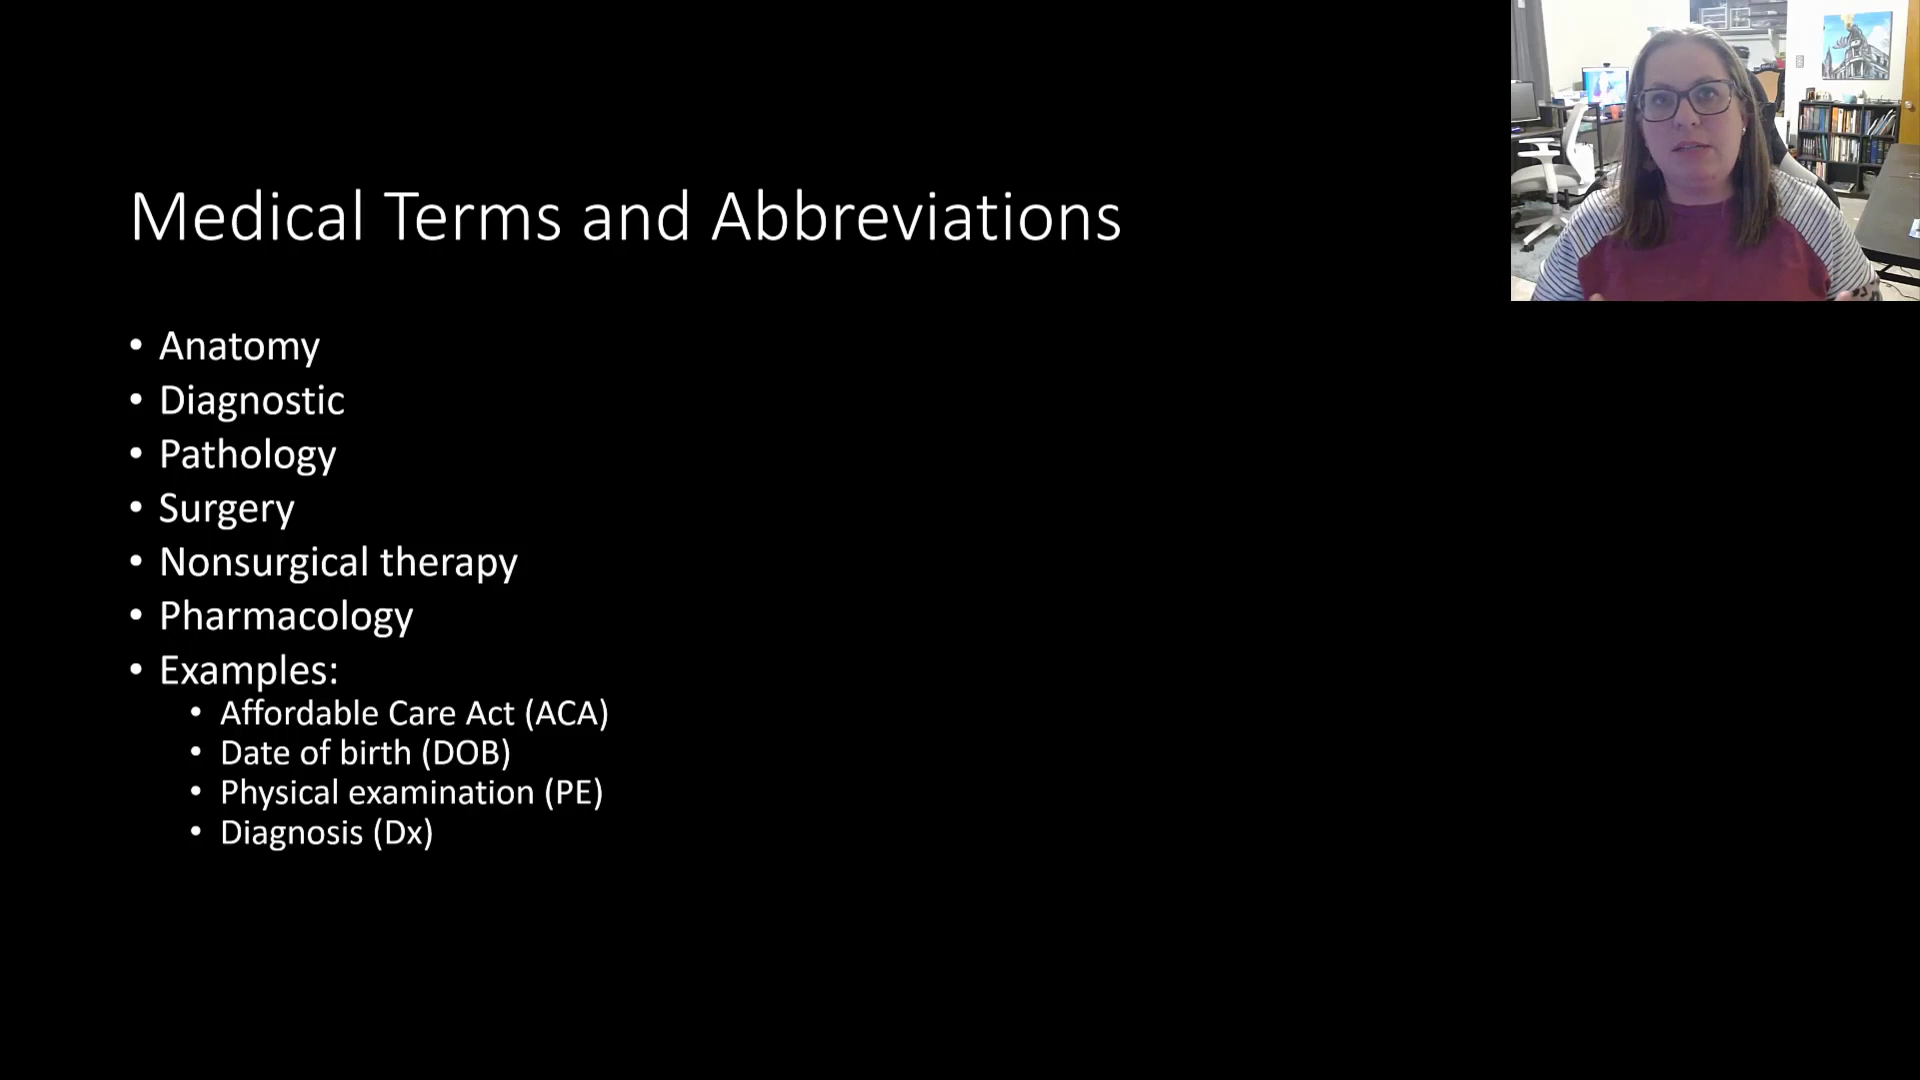 Medical Terms and Abbreviations
• Anatomy
• Diagnostic
• Pathology
• Surgery
• Nonsurgical therapy
• Pharmacology
• Examples:
• Affordable Care Act (ACA)
• Date of birth (DOB)
• Physical examination (PE)
• Diagnosis (Dx)